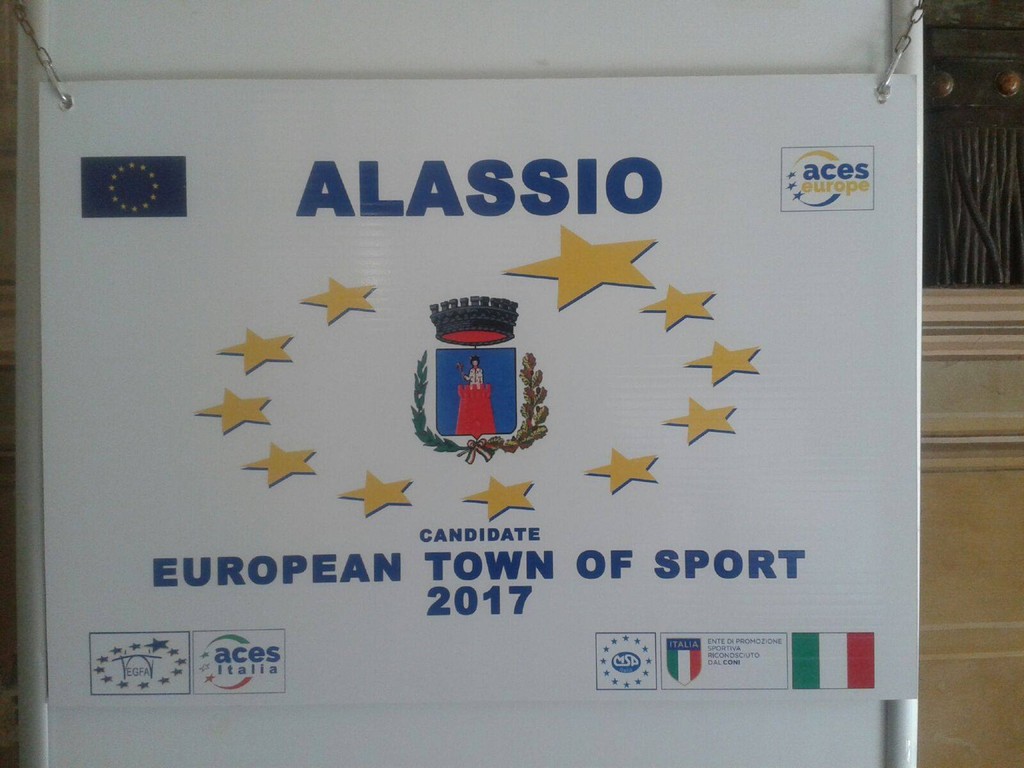 ALASSIO
aces
europe
CANDIDATE
EUROPEAN TOWN OF SPORT
2017
EGFA
aces
Italia
MSP
ITALIA
ENTE DI PROMOZIONE
SPORTIVA
RICONOSCIUTO
DAL CONI